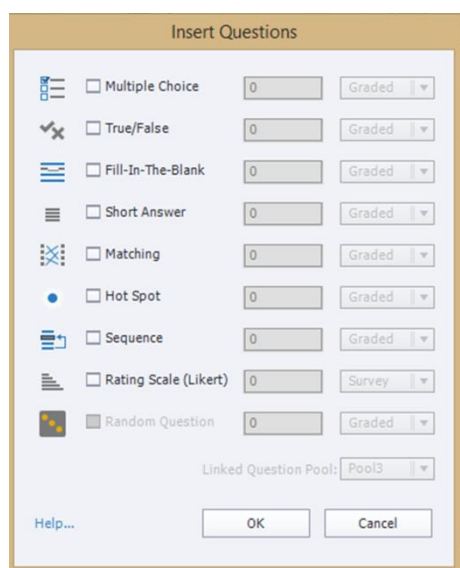 Insert Questions
Multiple Choice 0 Graded
True/False 0 Graded
Fill-In-The-Blank 0 Graded
Short Answer 0 Graded
Matching 0 Graded
Hot Spot 0 Graded
Sequence 0 Graded
Rating Scale (Likert) 0 Survey
Random Question 0 Graded
Linked Question Pool: Pool3
Help... OK Cancel